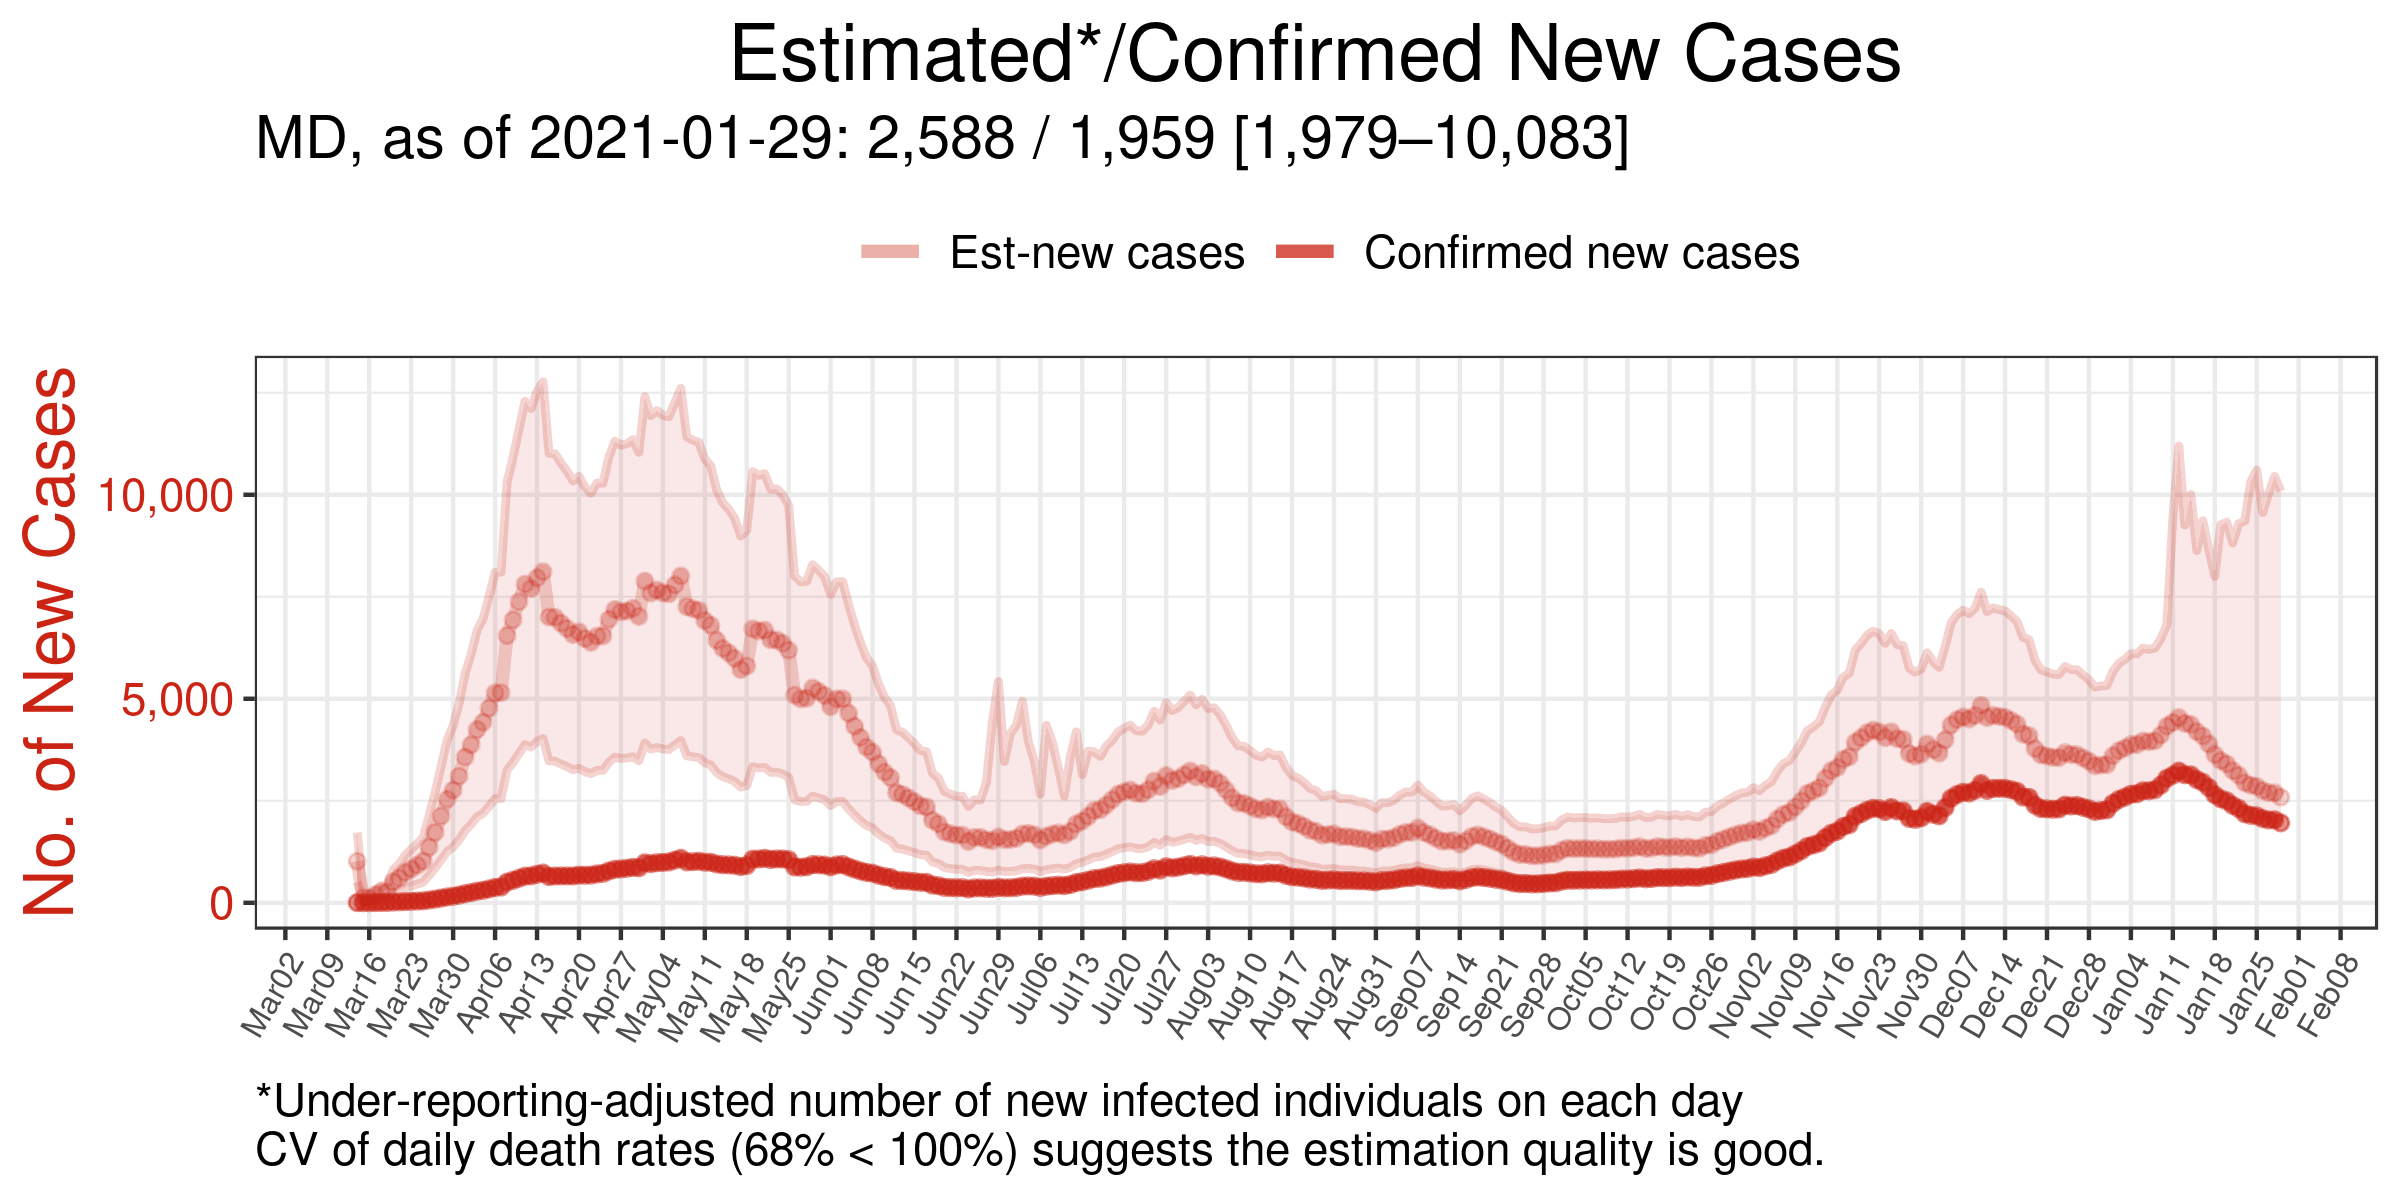 Estimated*/Confirmed New Cases
MD, as of 2021-01-29: 2,588 / 1,959 [1,979–10,083]
Est-new cases
Confirmed new cases
No. of New Cases
10,000
5,000
0
Mar02
Mar09
Mar16
Mar23
Mar30
Apr06
Apr13
Apr20
Apr27
May04
May11
May18
May25
Jun01
Jun08
Jun15
Jun22
Jun29
Jul06
Jul13
Jul20
Jul27
Aug03
Aug10
Aug17
Aug24
Aug31
Sep07
Sep14
Sep21
Sep28
Oct05
Oct12
Oct19
Oct26
Nov02
Nov09
Nov16
Nov23
Nov30
Dec07
Dec14
Dec21
Dec28
Jan04
Jan11
Jan18
Jan25
Feb01
Feb08
*Under-reporting-adjusted number of new infected individuals on each day
CV of daily death rates (68% < 100%) suggests the estimation quality is good.